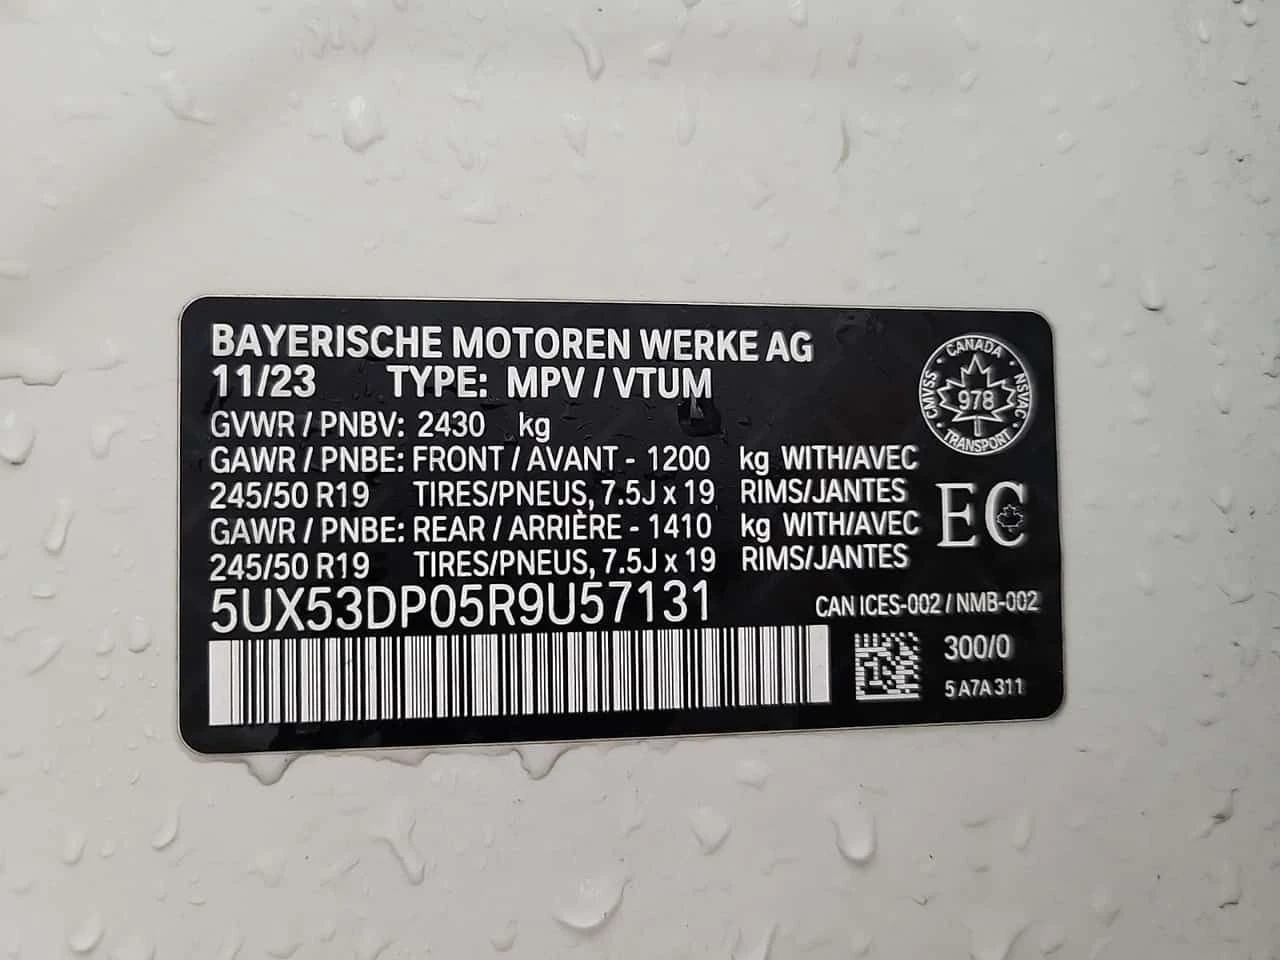 BAYERISCHE MOTOREN WERKE AG
11/23 TYPE: MPV / VTUM
GVWR / PNBV: 2430 kg
GAWR / PNBE: FRONT / AVANT - 1200 kg WITH/AVEC
245/50 R19 TIRES/PNEUS, 7.5J x 19 RIMS/JANTES
GAWR / PNBE: REAR / ARRIÈRE - 1410 kg WITH/AVEC
245/50 R19 TIRES/PNEUS, 7.5J x 19 RIMS/JANTES
5UX53DP05R9U57131
CANADA
CMVSS
978
NSVAC
TRANSPORT
EC
CAN ICES-002 / NMB-002
300/0
5 A7A 311